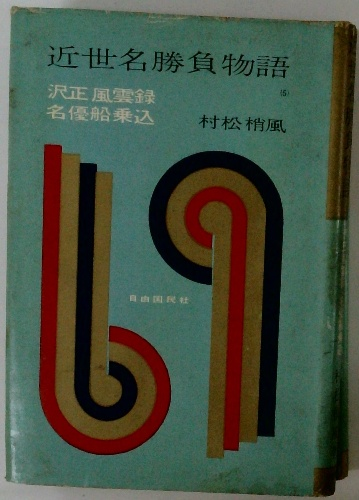 近世名勝負物語
(5)
沢正風雲録
名優船乗込
村松梢風
自由国民社